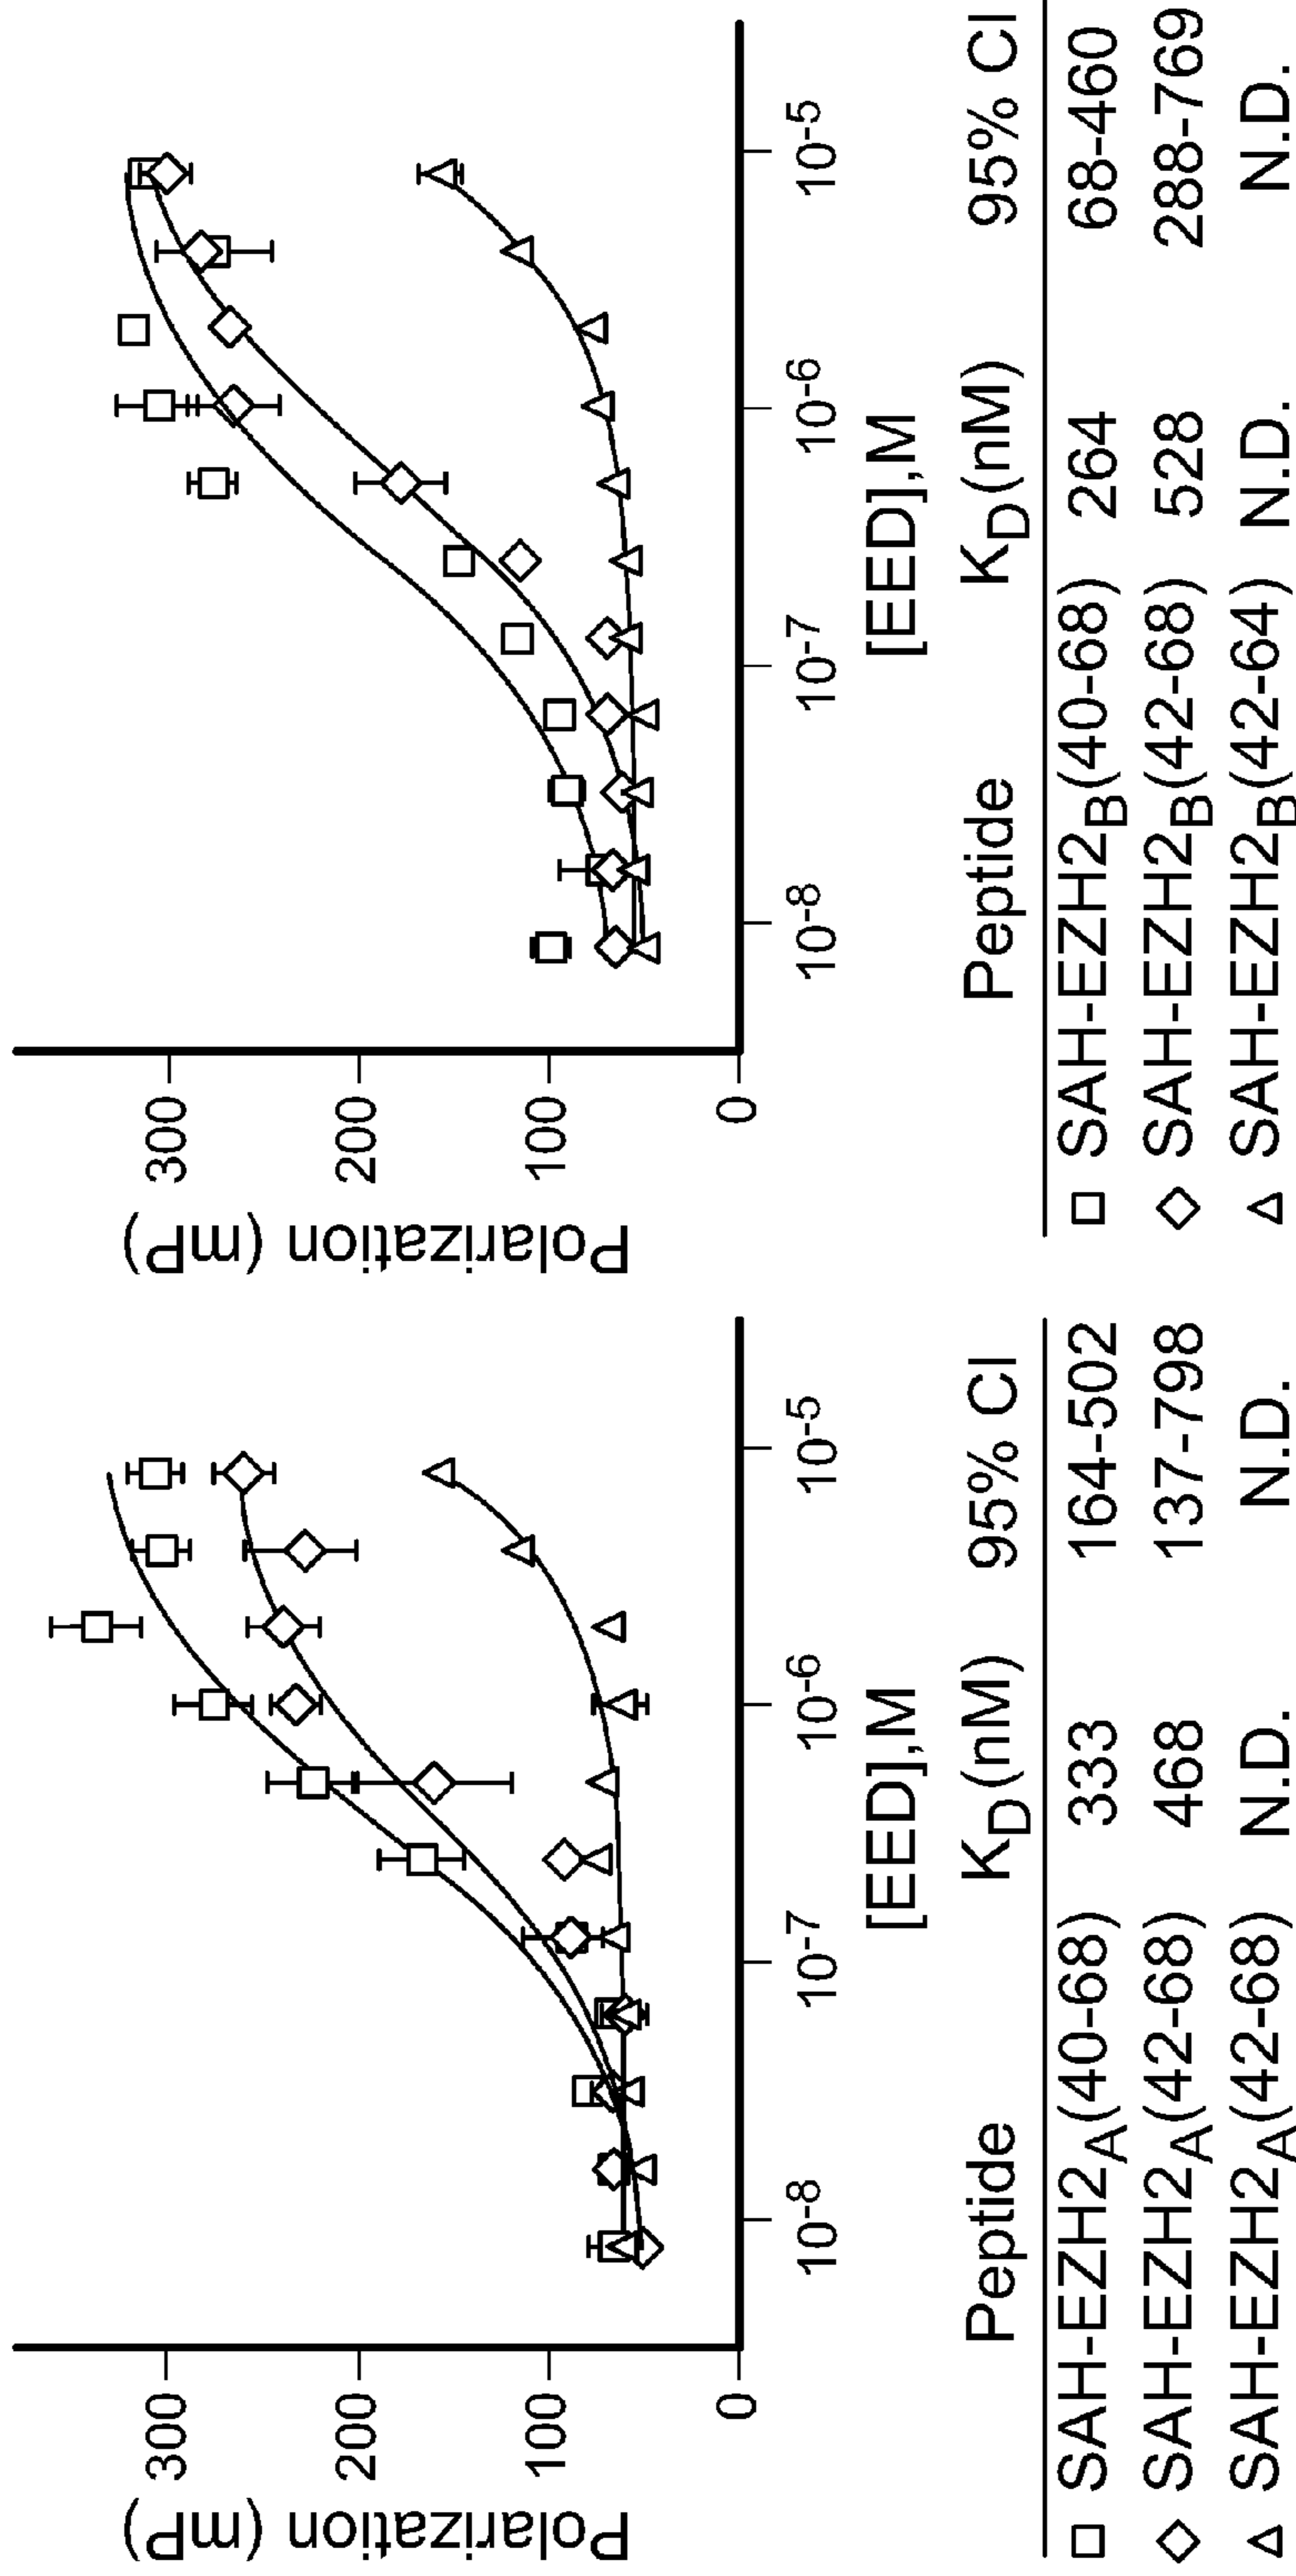 Polarization (mP)
300
200
100
0
10-8
10-7
10-6
10-5
[EED],M
Peptide KD(nM) 95% CI
□ SAH-EZH2A(40-68) 333 164-502
◇ SAH-EZH2A(42-68) 468 137-798
△ SAH-EZH2A(42-68) N.D. N.D.
Polarization (mP)
300
200
100
0
10-8
10-7
10-6
10-5
[EED],M
Peptide KD(nM) 95% CI
□ SAH-EZH2B(40-68) 264 68-460
◇ SAH-EZH2B(42-68) 528 288-769
△ SAH-EZH2B(42-64) N.D. N.D.